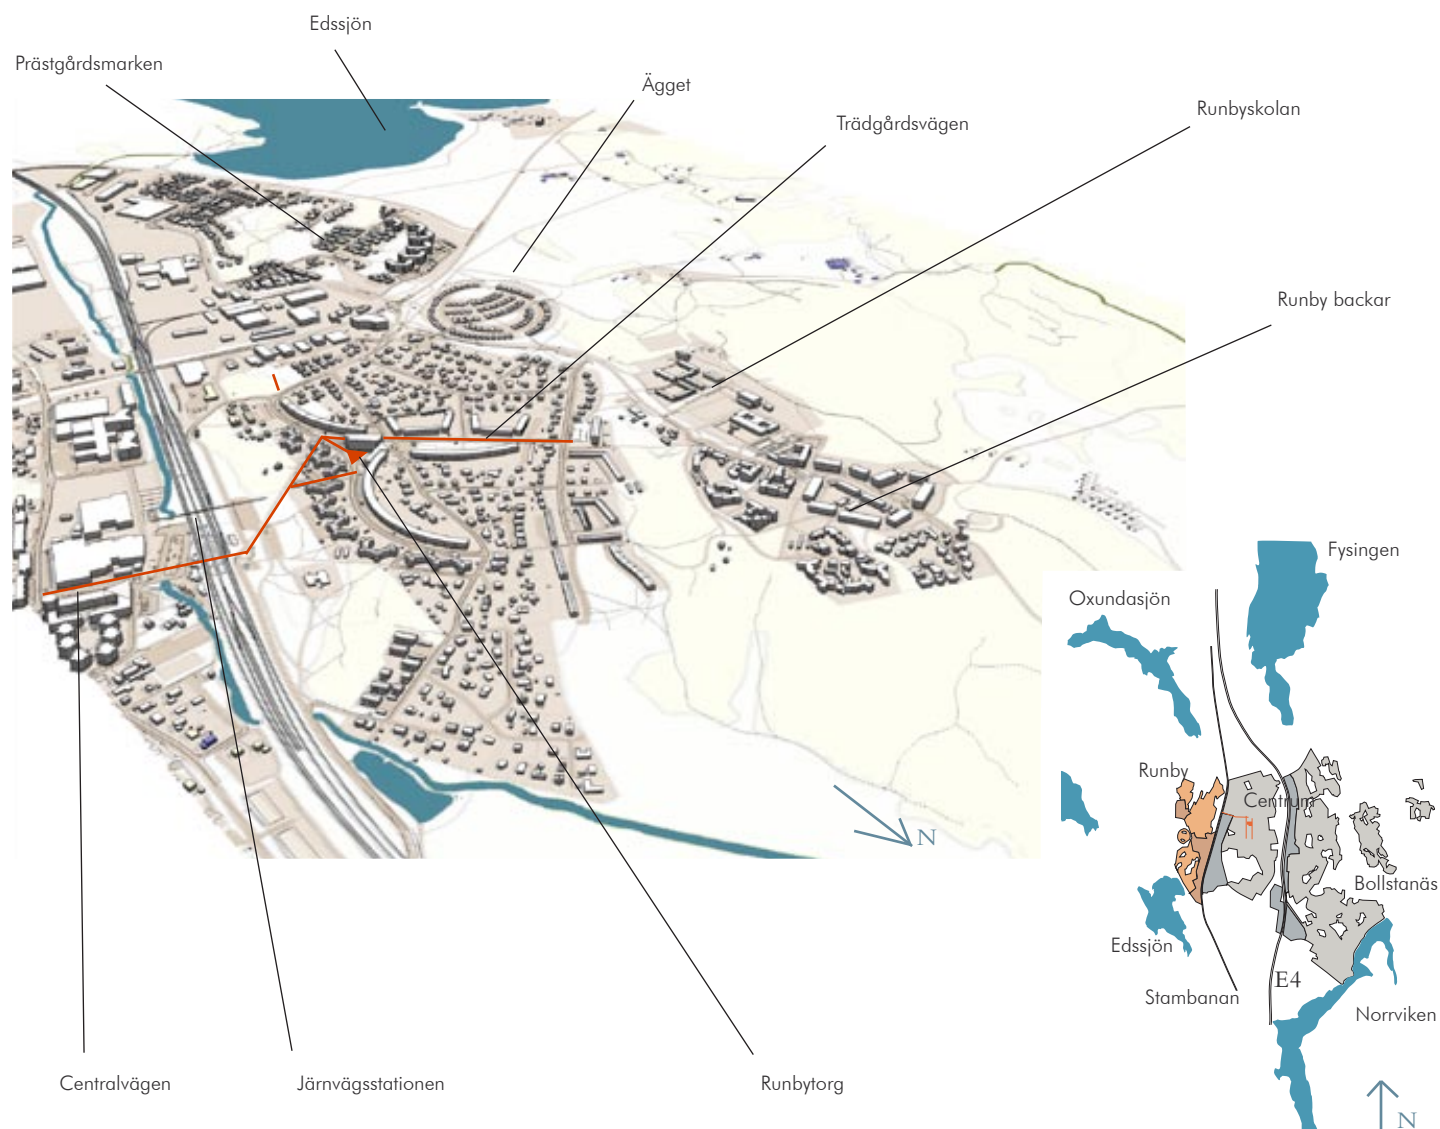 Edssjön
Prästgårdsmarken
Ägget
Trädgårdsvägen
Runbyskolan
Runby backar
Fysingen
Oxundasjön
Runby
Centrum
Bollstanäs
Edssjön
Stambanan
E4
Norrviken
N
N
Centralvägen
Järnvägsstationen
Runbytorg